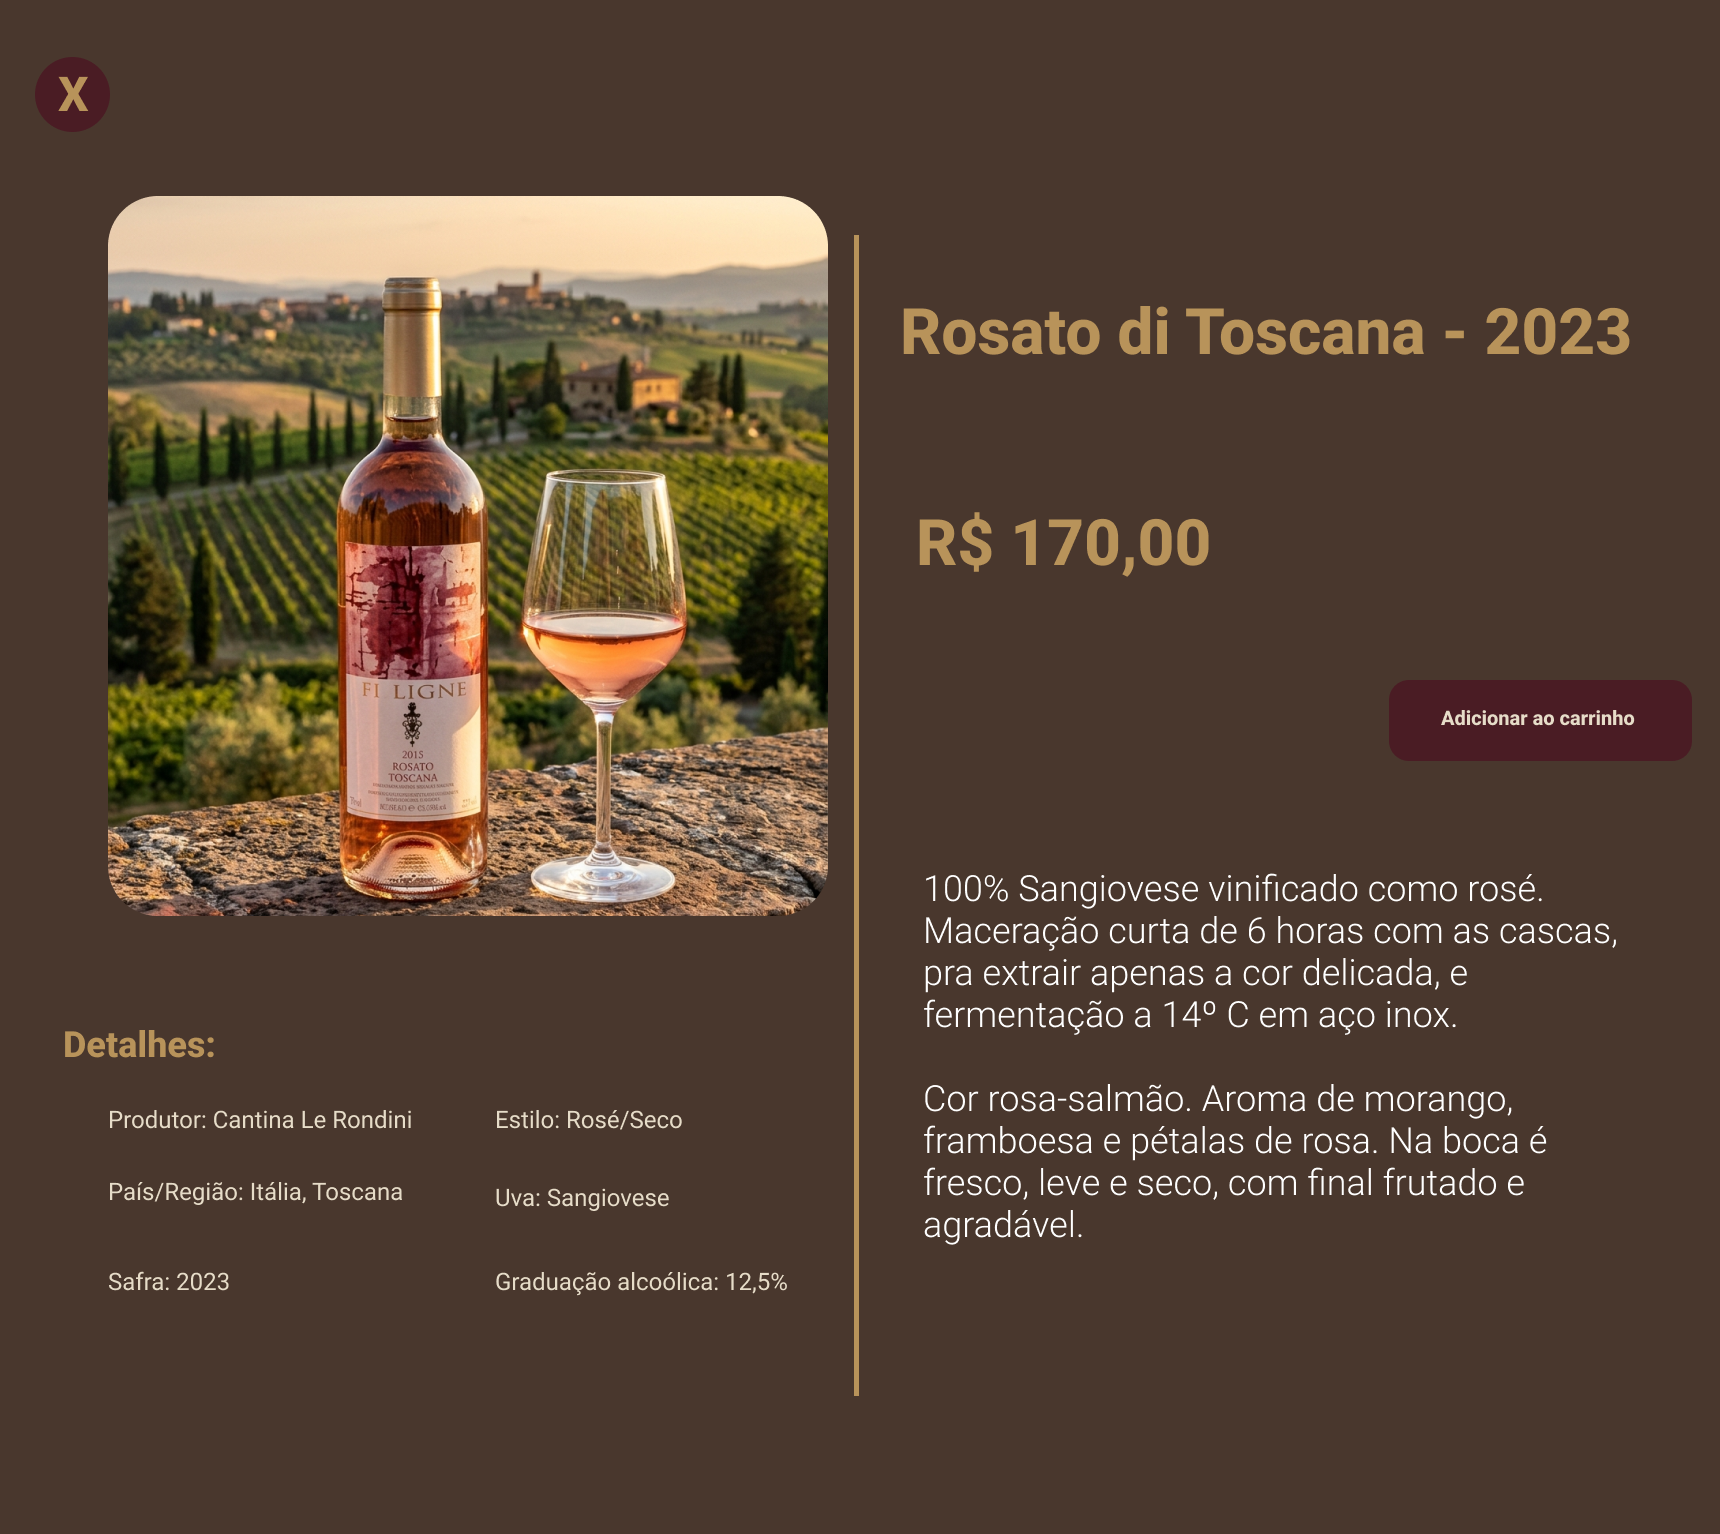 X
Rosato di Toscana - 2023
R$ 170,00
Adicionar ao carrinho
FI LIGNE
2015
ROSATO
TOSCANA
100% Sangiovese vinificado como rosé.
Maceração curta de 6 horas com as cascas,
pra extrair apenas a cor delicada, e
fermentação a 14º C em aço inox.
Cor rosa-salmão. Aroma de morango,
framboesa e pétalas de rosa. Na boca é
fresco, leve e seco, com final frutado e
agradável.
Detalhes:
Produtor: Cantina Le Rondini
Estilo: Rosé/Seco
País/Região: Itália, Toscana
Uva: Sangiovese
Safra: 2023
Graduação alcoólica: 12,5%